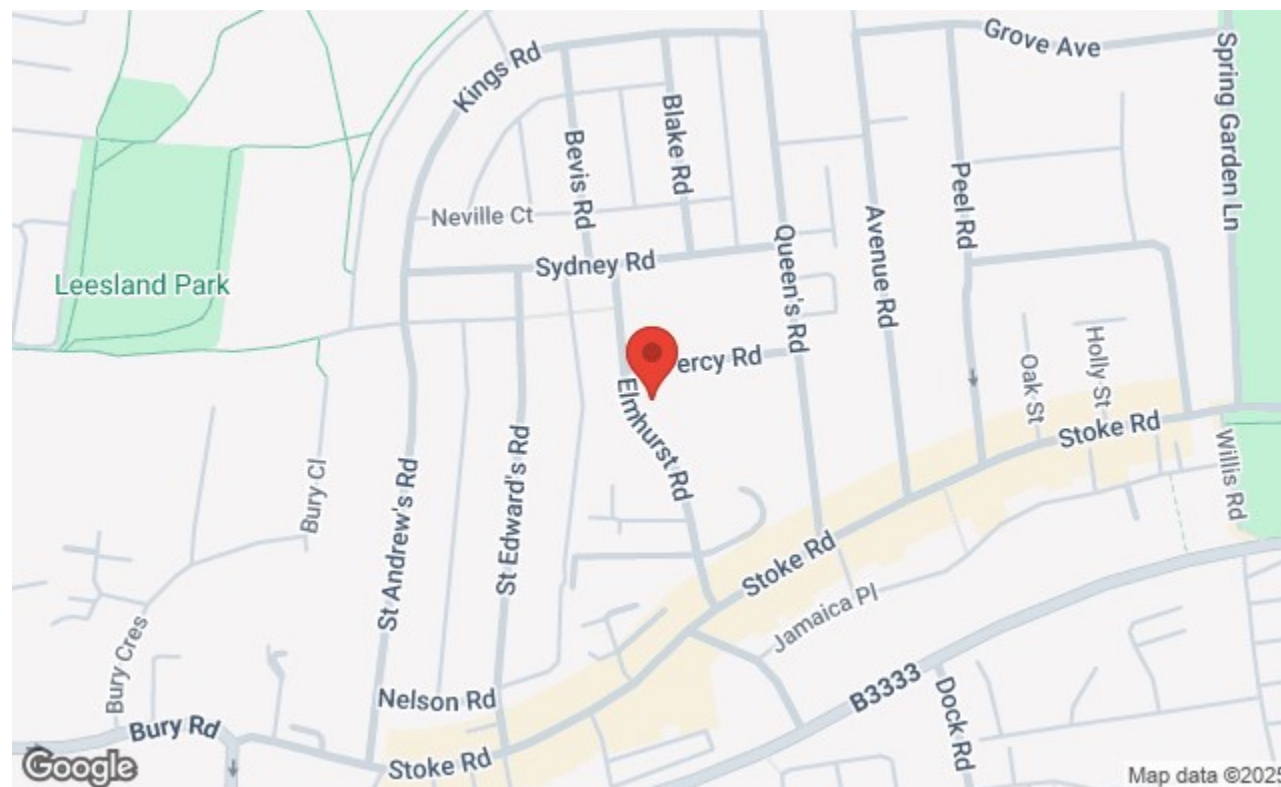 Grove Ave
Kings Rd
Spring Garden Ln
Blake Rd
Bevis Rd
Peel Rd
Neville Ct
Avenue Rd
Queen's Rd
Sydney Rd
Leesland Park
Holly St
Oak St
ercy Rd
Elmhurst Rd
Stoke Rd
Willis Rd
Bury Cl
St Edward's Rd
St Andrew's Rd
Stoke Rd
Jamaica Pl
Bury Cres
B3333
Dock Rd
Nelson Rd
Bury Rd
Stoke Rd
Google
Map data ©2025